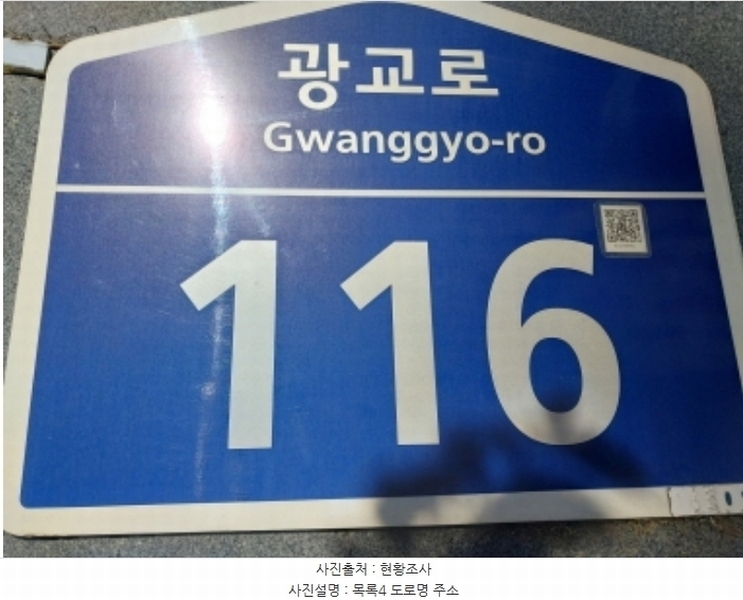 광교로
Gwanggyo-ro
116
사진출처 : 현황조사
사진설명 : 목록4 도로명 주소